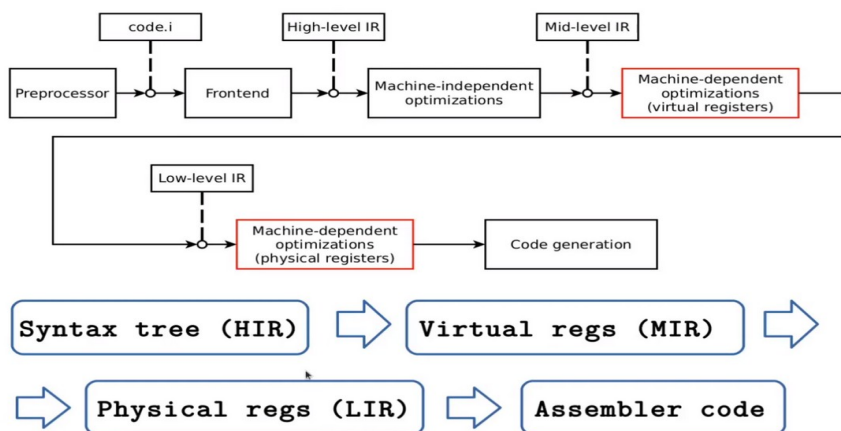 code.i
High-level IR
Mid-level IR
Preprocessor
Frontend
Machine-independent
optimizations
Machine-dependent
optimizations
(virtual registers)
Low-level IR
Machine-dependent
optimizations
(physical registers)
Code generation
Syntax tree (HIR)
Virtual regs (MIR)
Physical regs (LIR)
Assembler code